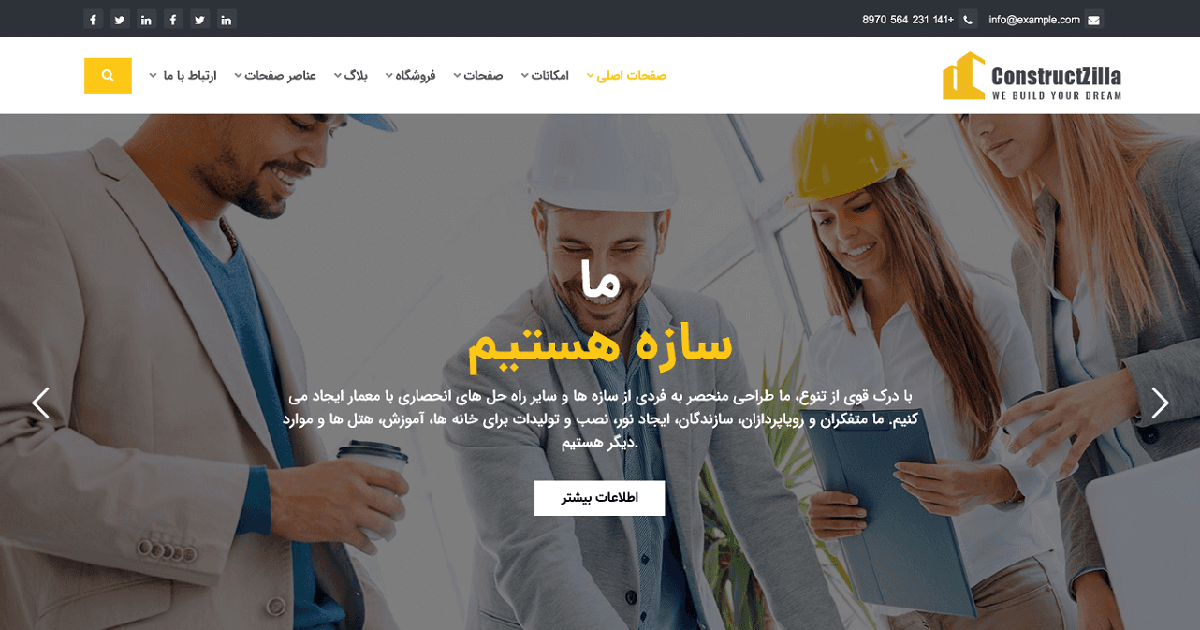 info@example.com
+141 231 564 8970
ConstructZilla
WE BUILD YOUR DREAM
صفحات اصلی
امکانات
صفحات
فروشگاه
بلاگ
عناصر صفحات
ارتباط با ما
ما
سازه هستیم
با درک قوی از تنوع، ما طراحی منحصر به فردی از سازه ها و سایر راه حل های انحصاری با معمار ایجاد می
کنیم. ما متفکران و رویاپردازان، سازندگان، ایجاد نور، نصب و تولیدات برای خانه ها، آموزش، هتل ها و موارد
دیگر هستیم.
اطلاعات بیشتر